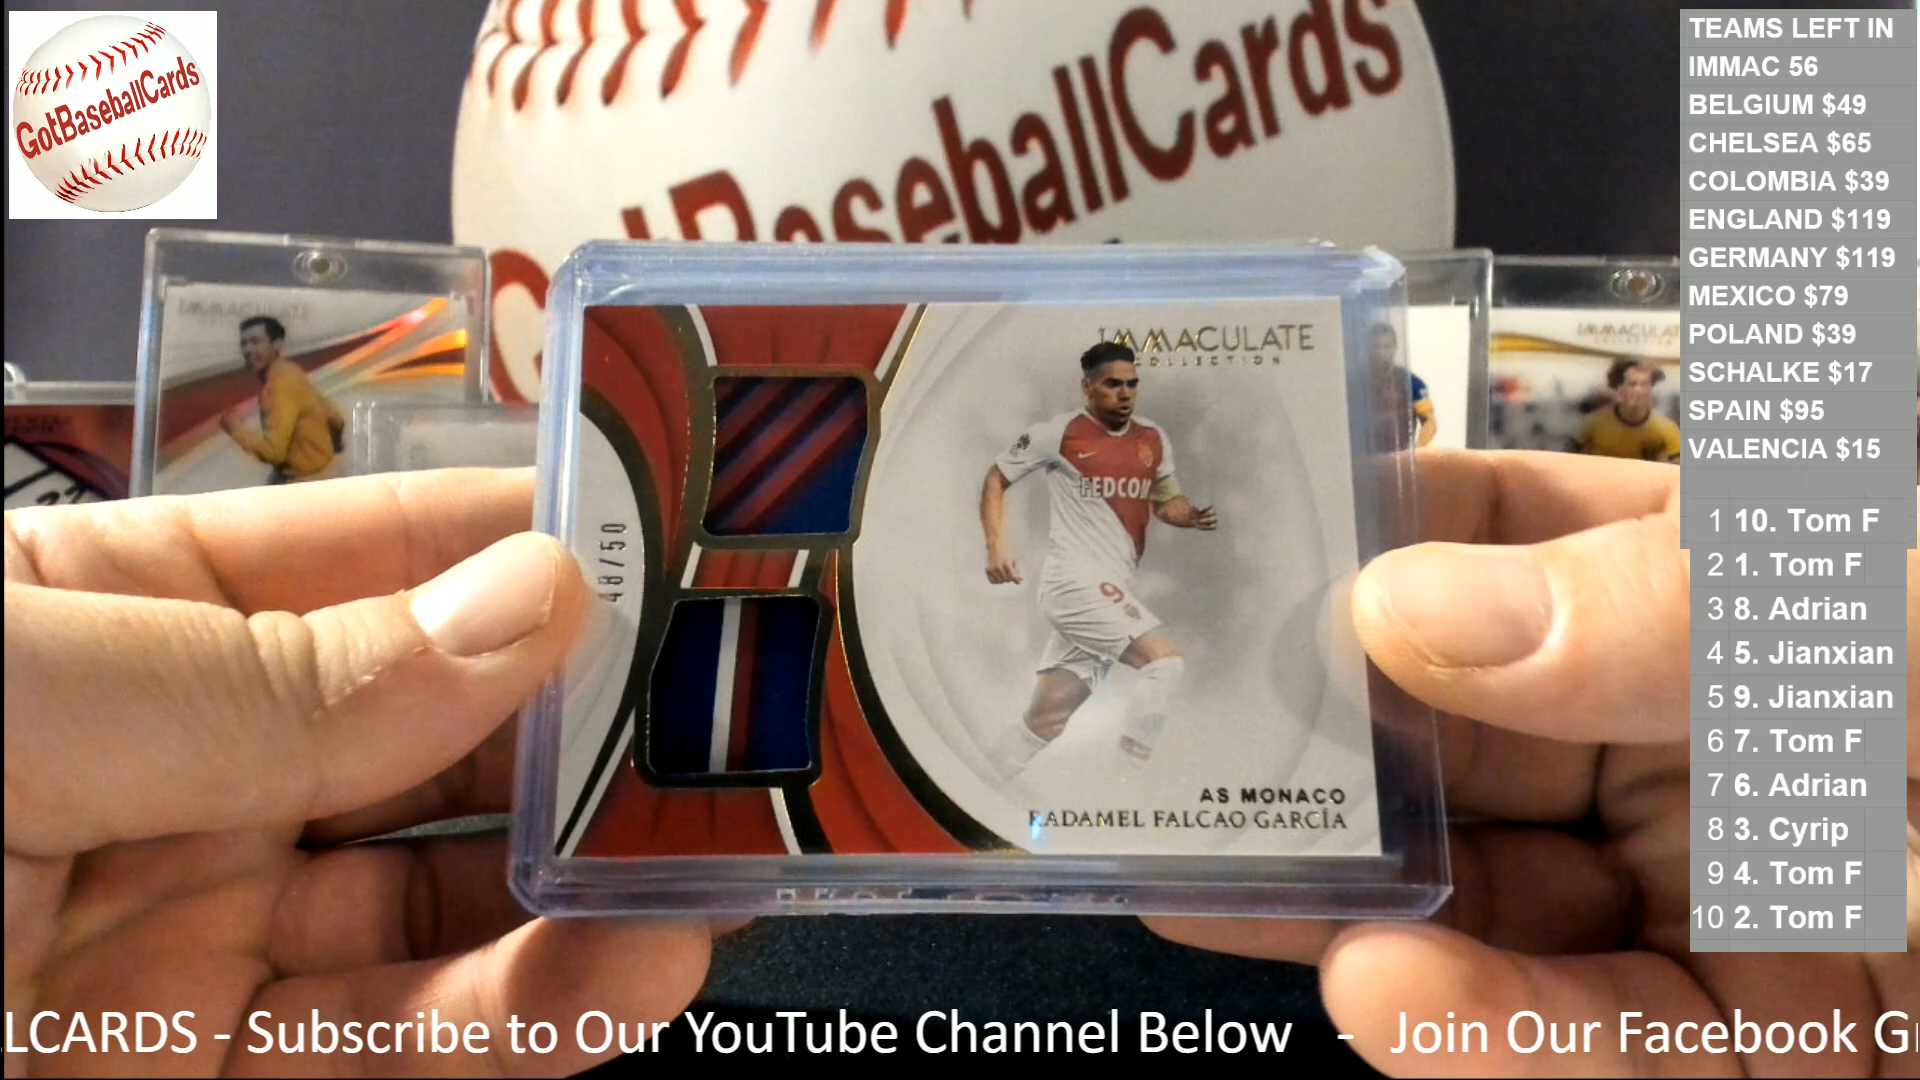 GotBaseballCards
GotBaseballCards
IMMACULATE
COLLECTION
IMMACULATE
COLLECTION
FEDCOM
9
48/50
AS MONACO
RADAMEL FALCAO GARCÍA
TEAMS LEFT IN
IMMAC 56
BELGIUM $49
CHELSEA $65
COLOMBIA $39
ENGLAND $119
GERMANY $119
MEXICO $79
POLAND $39
SCHALKE $17
SPAIN $95
VALENCIA $15
1 10. Tom F
2 1. Tom F
3 8. Adrian
4 5. Jianxian
5 9. Jianxian
6 7. Tom F
7 6. Adrian
8 3. Cyrip
9 4. Tom F
10 2. Tom F
LCARDS - Subscribe to Our YouTube Channel Below - Join Our Facebook G